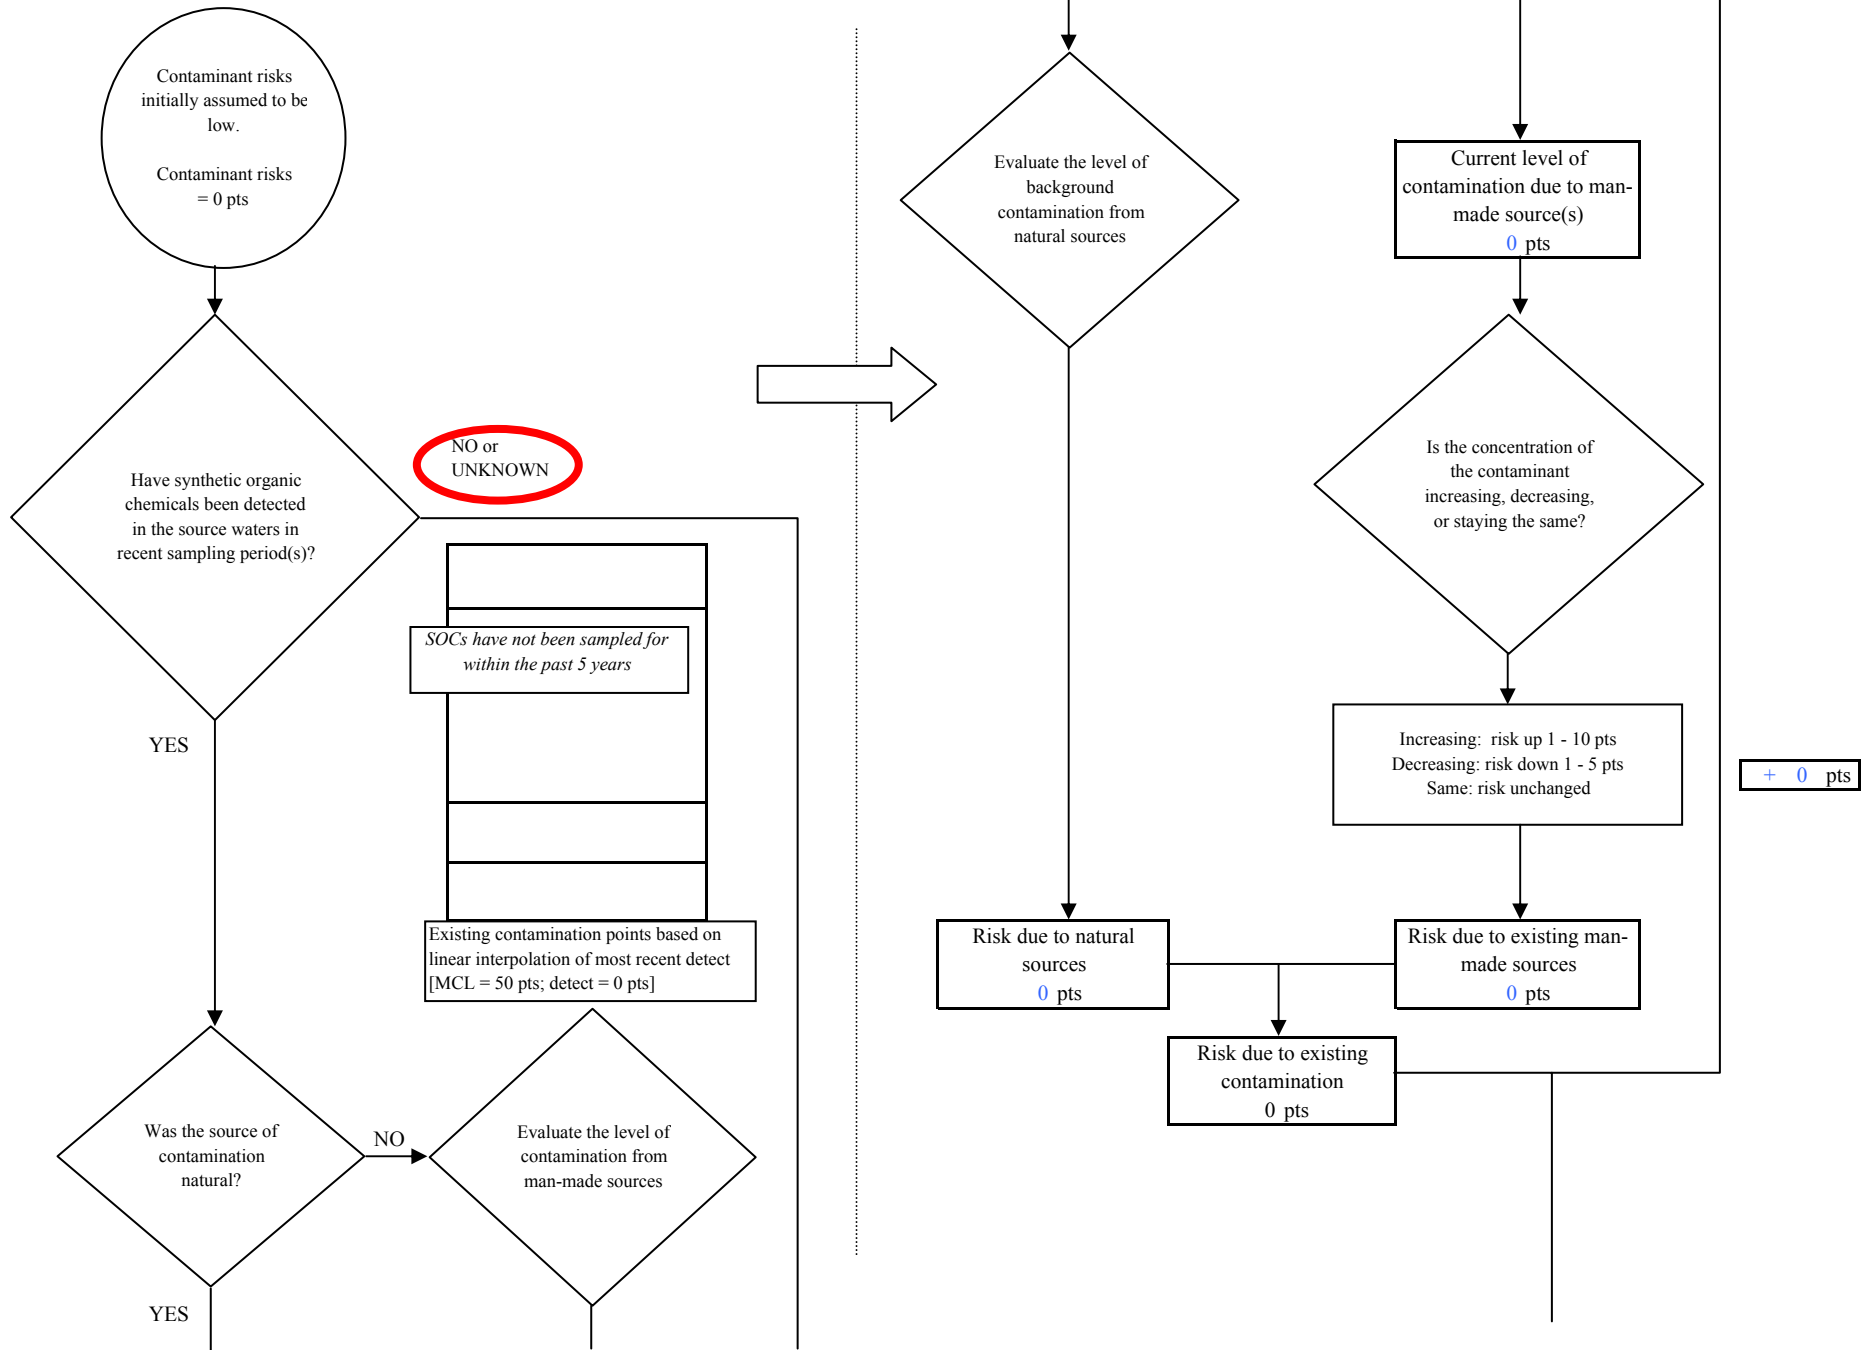 Contaminant risks
initially assumed to be
low.
Contaminant risks
= 0 pts
Have synthetic organic
chemicals been detected
in the source waters in
recent sampling period(s)?
NO or
UNKNOWN
SOCs have not been sampled for
within the past 5 years
YES
Existing contamination points based on
linear interpolation of most recent detect
[MCL = 50 pts; detect = 0 pts]
Was the source of
contamination
natural?
NO
Evaluate the level of
contamination from
man-made sources
YES
Evaluate the level of
background
contamination from
natural sources
Current level of
contamination due to man-
made source(s)
0 pts
Is the concentration of
the contaminant
increasing, decreasing,
or staying the same?
Increasing: risk up 1 - 10 pts
Decreasing: risk down 1 - 5 pts
Same: risk unchanged
+ 0 pts
Risk due to natural
sources
0 pts
Risk due to existing man-
made sources
0 pts
Risk due to existing
contamination
0 pts